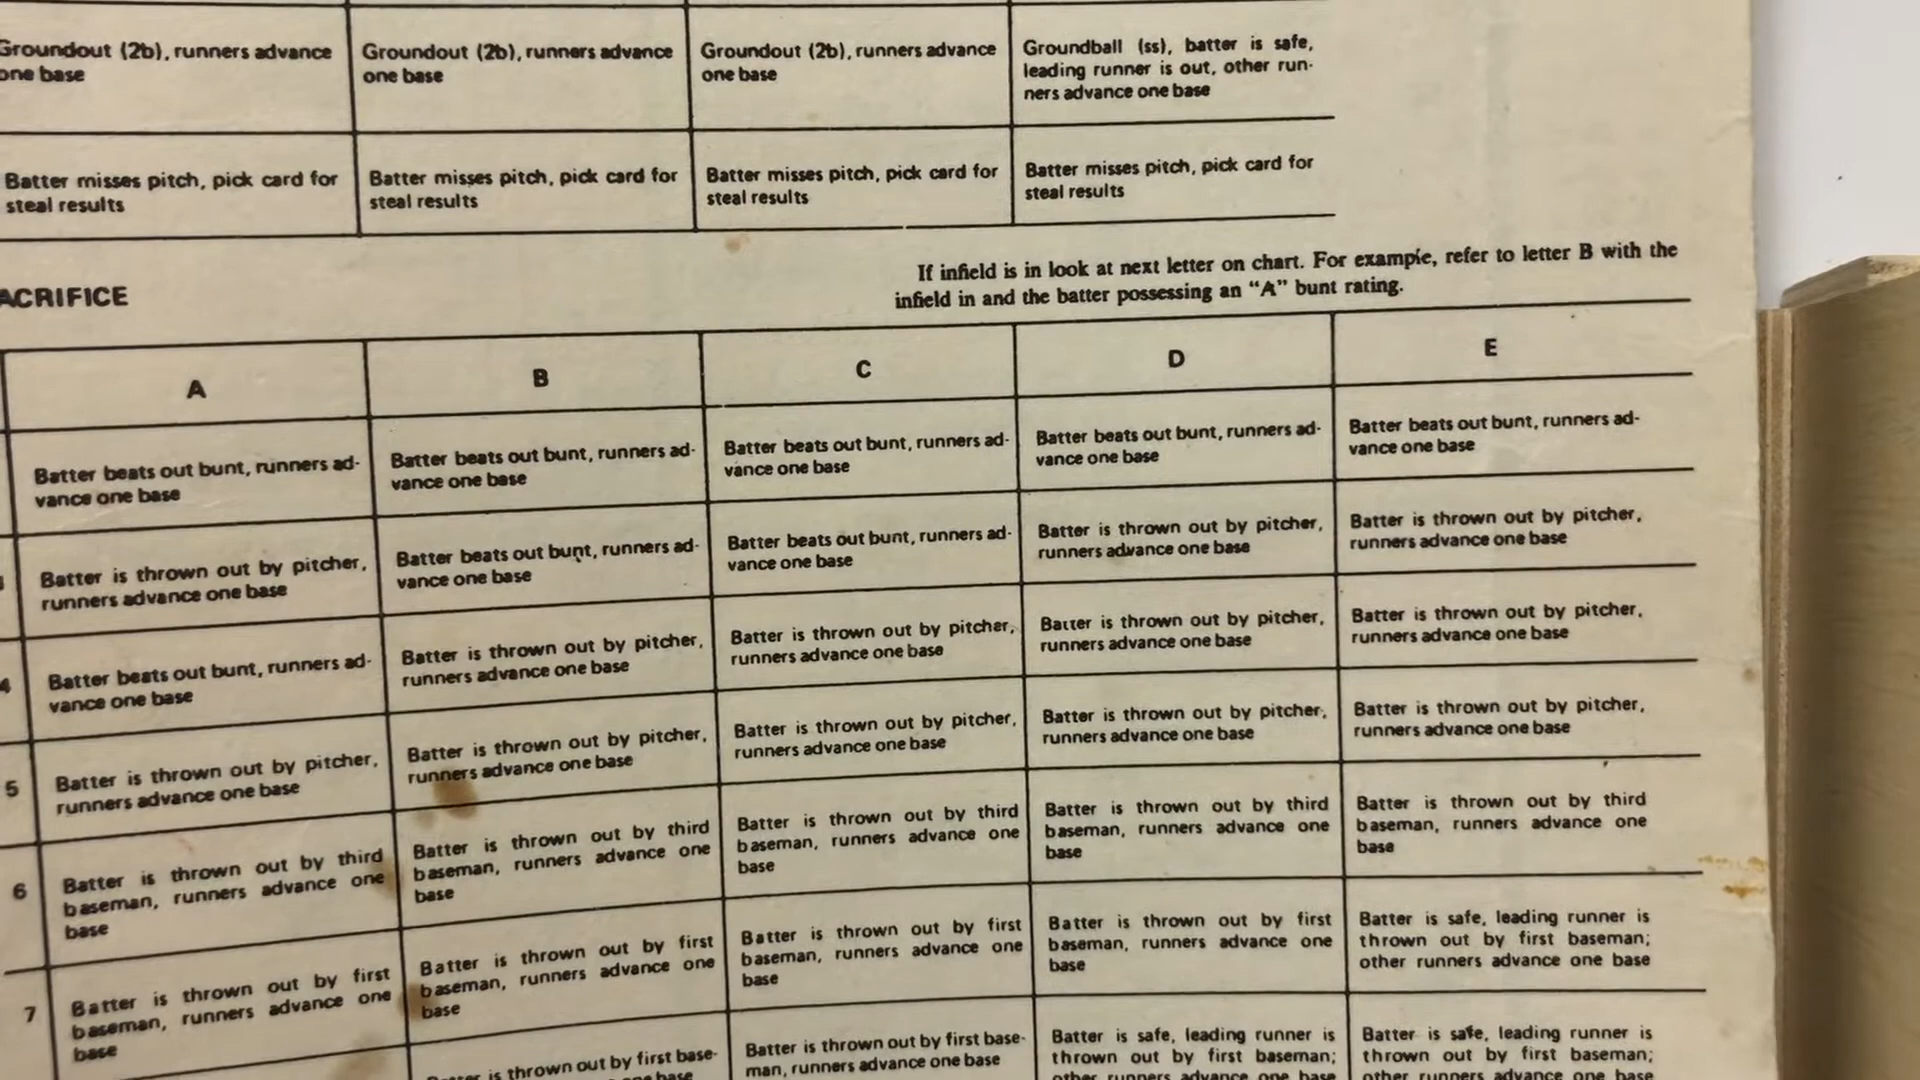 Groundout (2b), runners advance
one base
Groundout (2b), runners advance
one base
Groundout (2b), runners advance
one base
Groundball (ss), batter is safe,
leading runner is out, other run-
ners advance one base
Batter misses pitch, pick card for
steal results
Batter misses pitch, pick card for
steal results
Batter misses pitch, pick card for
steal results
Batter misses pitch, pick card for
steal results
ACRIFICE
If infield is in look at next letter on chart. For example, refer to letter B with the
infield in and the batter possessing an "A" bunt rating.
A
B
C
D
E
Batter beats out bunt, runners ad-
vance one base
Batter beats out bunt, runners ad-
vance one base
Batter beats out bunt, runners ad-
vance one base
Batter beats out bunt, runners ad-
vance one base
Batter beats out bunt, runners ad-
vance one base
Batter is thrown out by pitcher,
runners advance one base
Batter beats out bunt, runners ad-
vance one base
Batter beats out bunt, runners ad-
vance one base
Batter is thrown out by pitcher,
runners advance one base
Batter is thrown out by pitcher,
runners advance one base
4
Batter beats out bunt, runners ad-
vance one base
Batter is thrown out by pitcher,
runners advance one base
Batter is thrown out by pitcher,
runners advance one base
Batter is thrown out by pitcher,
runners advance one base
Batter is thrown out by pitcher,
runners advance one base
5
Batter is thrown out by pitcher,
runners advance one base
Batter is thrown out by pitcher,
runners advance one base
Batter is thrown out by pitcher,
runners advance one base
Batter is thrown out by pitcher,
runners advance one base
Batter is thrown out by pitcher,
runners advance one base
6
Batter is thrown out by third
baseman, runners advance one
base
Batter is thrown out by third
baseman, runners advance one
base
Batter is thrown out by third
baseman, runners advance one
base
Batter is thrown out by third
baseman, runners advance one
base
Batter is thrown out by third
baseman, runners advance one
base
7
Batter is thrown out by first
baseman, runners advance one
base
Batter is thrown out by first
baseman, runners advance one
base
Batter is thrown out by first
baseman, runners advance one
base
Batter is thrown out by first
baseman, runners advance one
base
Batter is safe, leading runner is
thrown out by first baseman;
other runners advance one base
is thrown out by first base-
one base
Batter is thrown out by first base-
man, runners advance one base
Batter is safe, leading runner is
thrown out by first baseman;
other runners advance one base
Batter is safe, leading runner is
thrown out by first baseman;
other runners advance one base